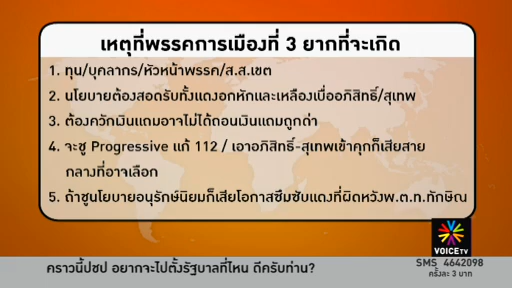 เหตุที่พรรคการเมืองที่ 3 ยากที่จะเกิด
1. ทุน/บุคลากร/หัวหน้าพรรค/ส.ส.เขต
2. นโยบายต้องสอดรับทั้งแดงอกหักและเหลืองเบื่ออภิสิทธิ์/สุเทพ
3. ต้องควักเงินแถมอาจไม่ได้ถอนเงินแถมถูกด่า
4. จะชู Progressive แก้ 112 / เอาอภิสิทธิ์-สุเทพเข้าคุกก็เสียสาย
กลางที่อาจเลือก
5. ถ้าชูนโยบายอนุรักษ์นิยมก็เสียโอกาสซึมซับแดงที่ผิดหวังพ.ต.ท.ทักษิณ
VOICE TV
SMS 4642098
ครั้งละ 3 บาท
คราวนี้ปชป อยากจะไปตั้งรัฐบาลที่ไหน ดีครับท่าน?